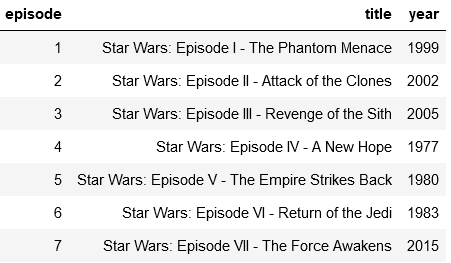 episode title year
1 Star Wars: Episode I - The Phantom Menace 1999
2 Star Wars: Episode II - Attack of the Clones 2002
3 Star Wars: Episode III - Revenge of the Sith 2005
4 Star Wars: Episode IV - A New Hope 1977
5 Star Wars: Episode V - The Empire Strikes Back 1980
6 Star Wars: Episode VI - Return of the Jedi 1983
7 Star Wars: Episode VII - The Force Awakens 2015